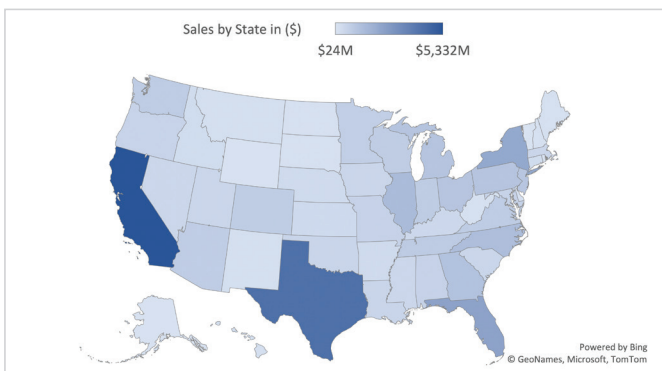 Sales by State in ($)
$24M $5,332M
Powered by Bing
© GeoNames, Microsoft, TomTom